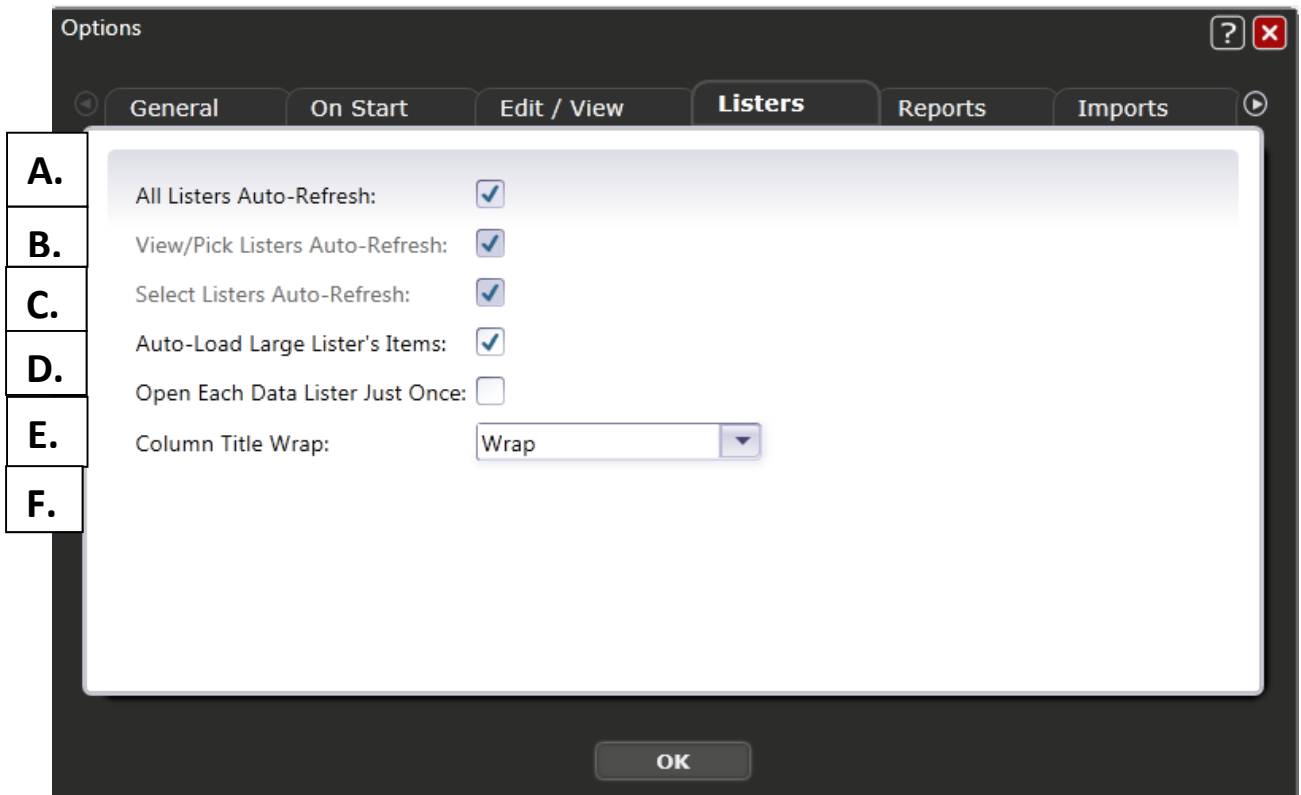 Options ?
General On Start Edit / View Listers Reports Imports
A.
All Listers Auto-Refresh:
B. View/Pick Listers Auto-Refresh:
C. Select Listers Auto-Refresh:
Auto-Load Large Lister's Items:
D.
Open Each Data Lister Just Once:
E. Column Title Wrap: Wrap
F.
OK